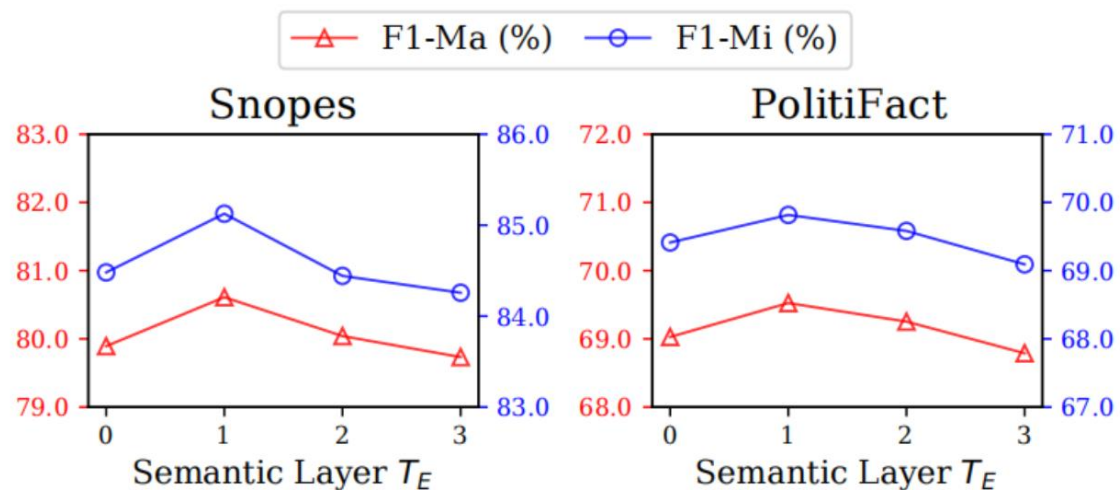 F1-Ma (%) F1-Mi (%)
Snopes PolitiFact
83.0 86.0 72.0 71.0
82.0 85.0 71.0 70.0
81.0 84.0 70.0 69.0
80.0 83.0 69.0 68.0
79.0 68.0 67.0
0 1 2 3 0 1 2 3
Semantic Layer T_E Semantic Layer T_E